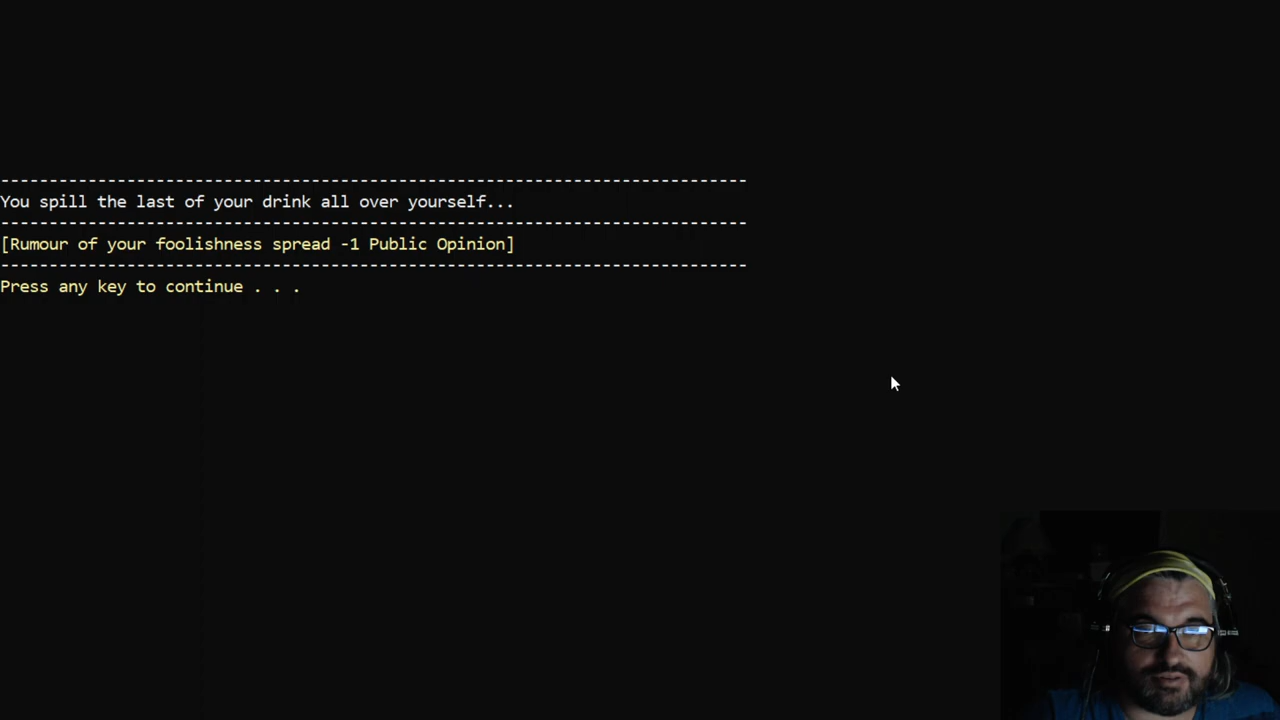 --------------------------------------------------------------------------------
You spill the last of your drink all over yourself...
--------------------------------------------------------------------------------
[Rumour of your foolishness spread -1 Public Opinion]
--------------------------------------------------------------------------------
Press any key to continue . . .